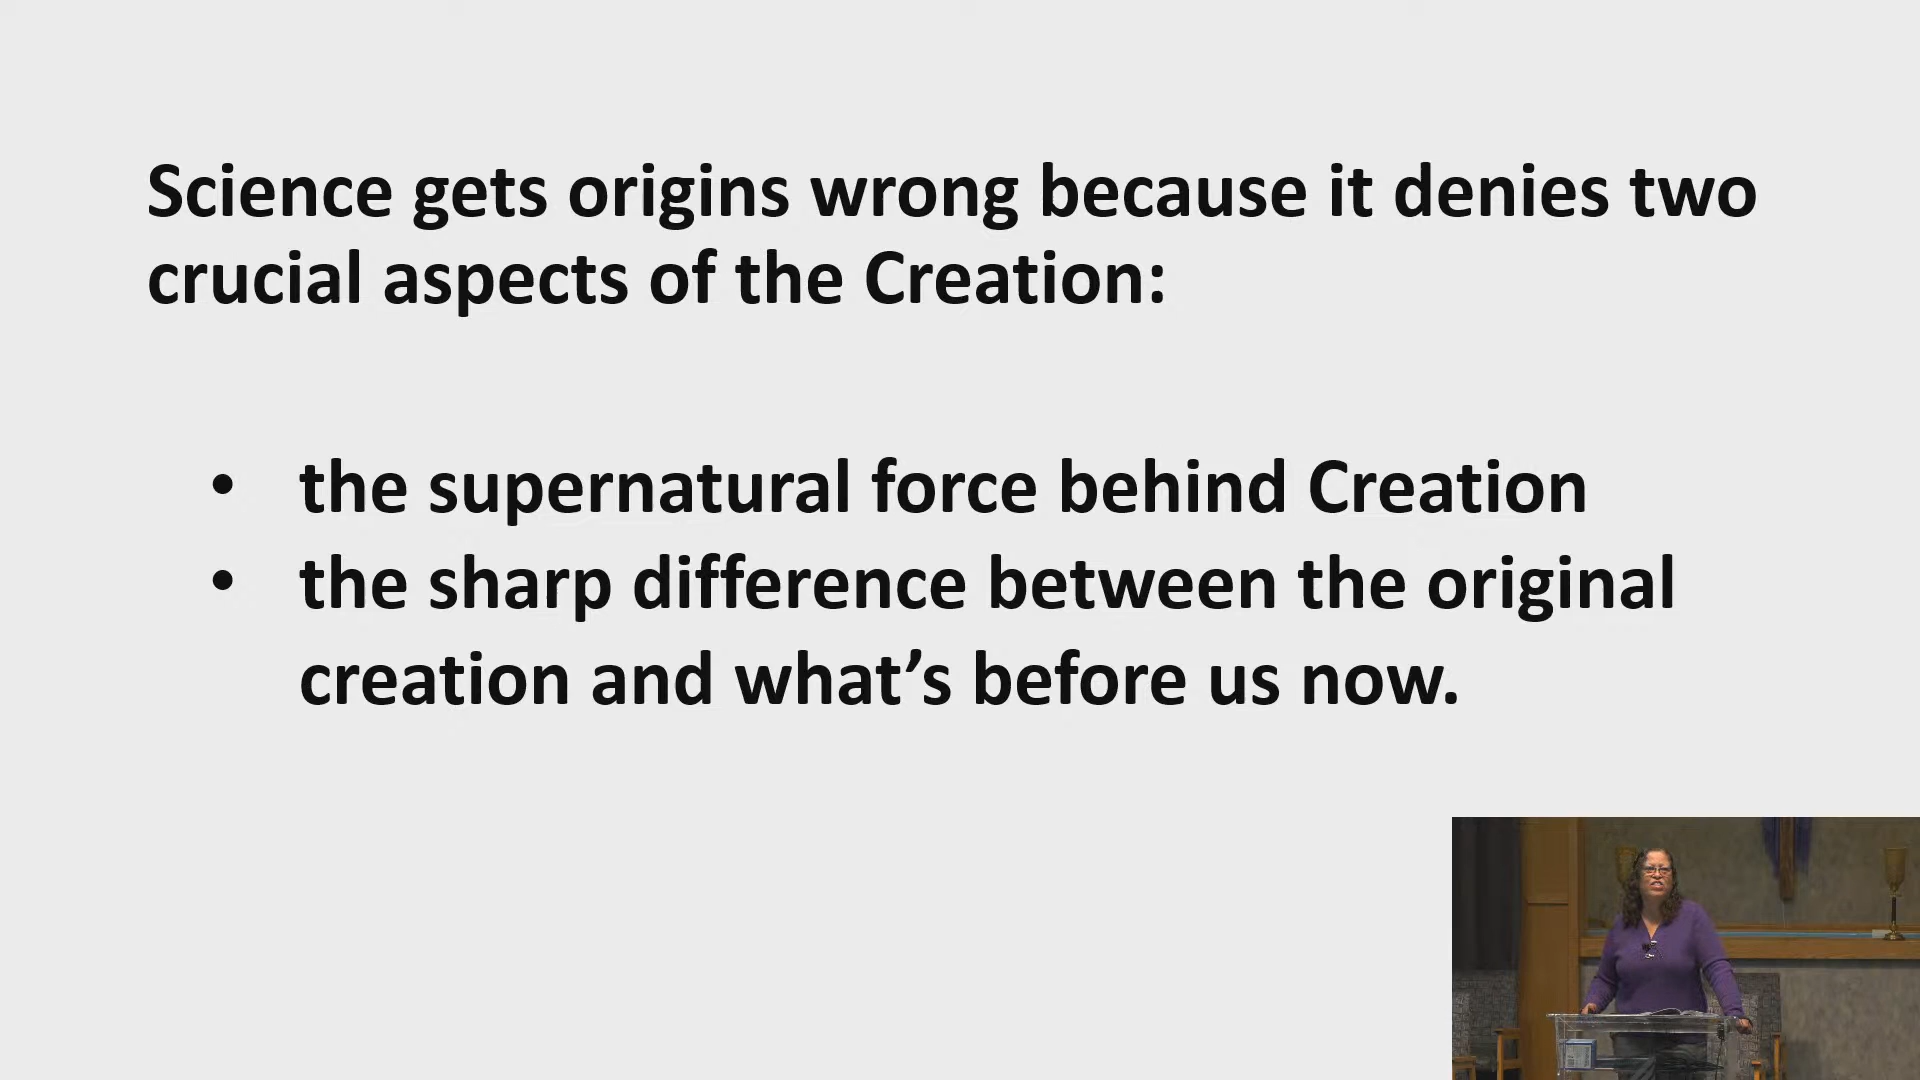 Science gets origins wrong because it denies two
crucial aspects of the Creation:
• the supernatural force behind Creation
• the sharp difference between the original
creation and what’s before us now.